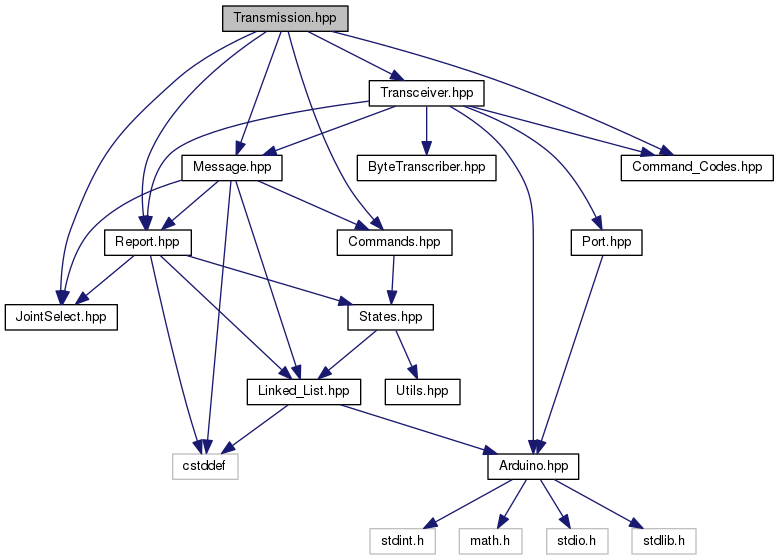 Transmission.hpp
Transceiver.hpp
Message.hpp
ByteTranscriber.hpp
Command_Codes.hpp
Report.hpp
Commands.hpp
Port.hpp
JointSelect.hpp
States.hpp
Linked_List.hpp
Utils.hpp
cstddef
Arduino.hpp
stdint.h
math.h
stdio.h
stdlib.h